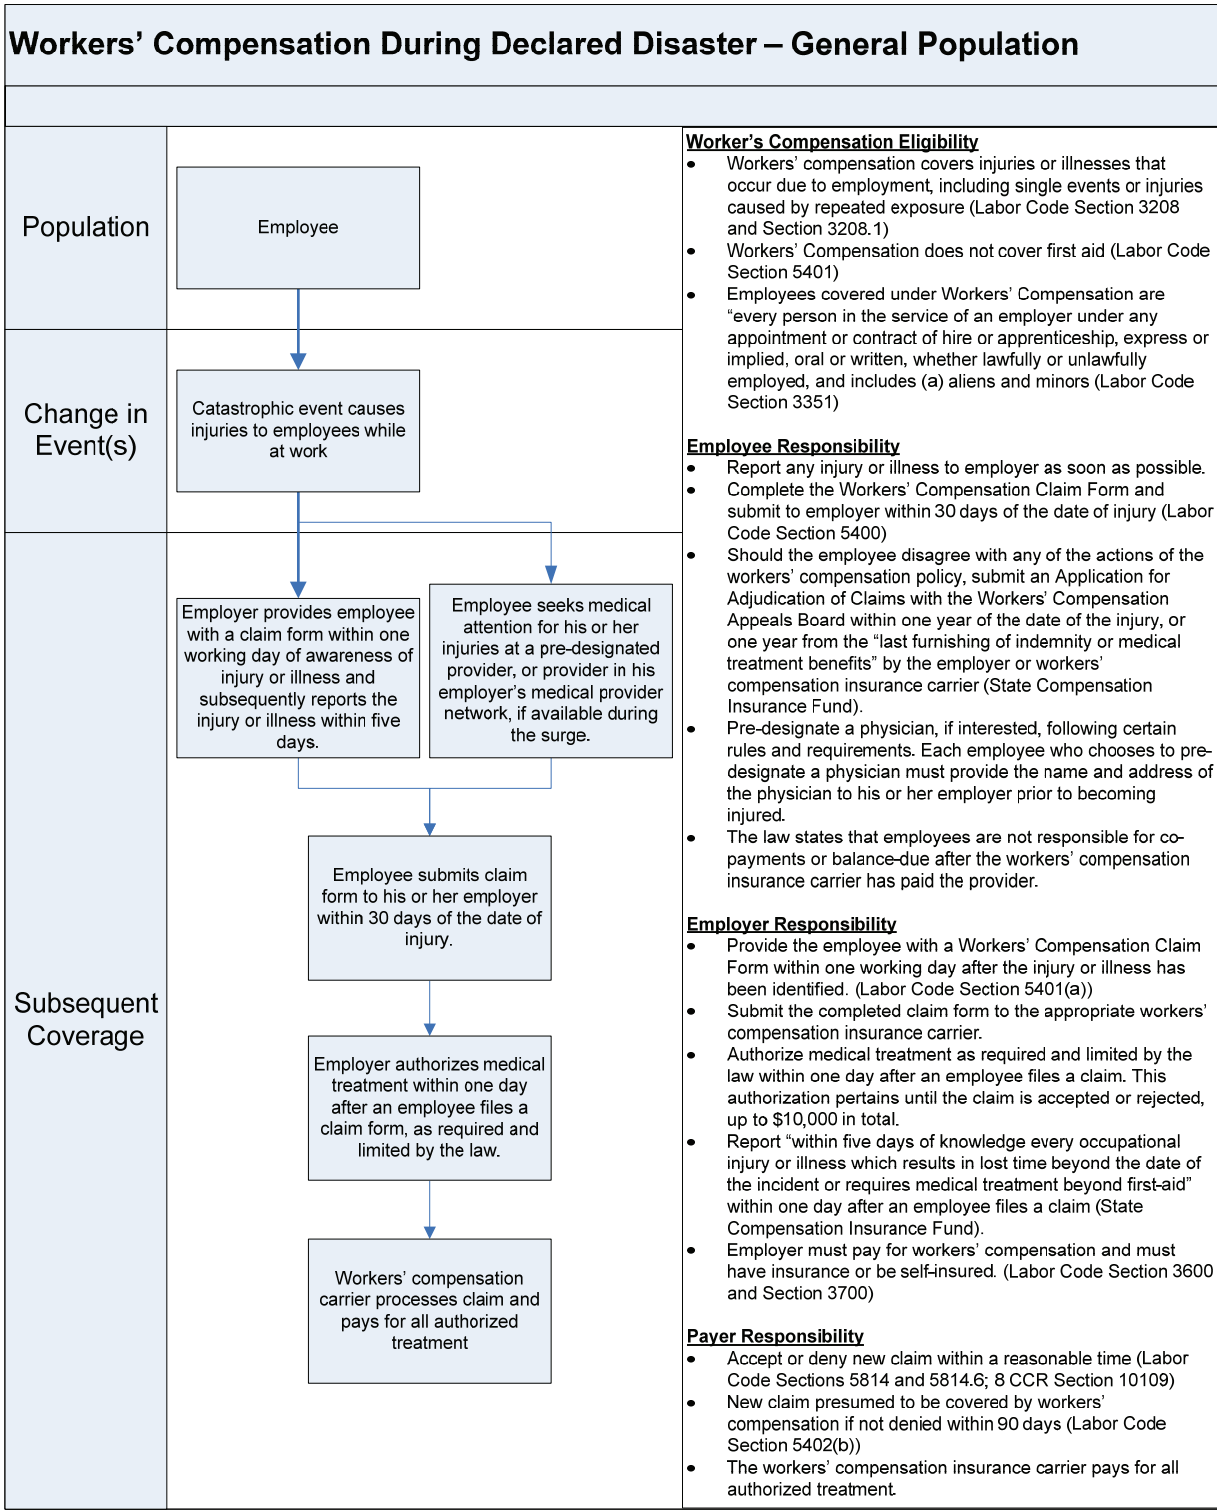 Workers’ Compensation During Declared Disaster – General Population
Population
Employee
Change in
Event(s)
Catastrophic event causes
injuries to employees while
at work
Subsequent
Coverage
Employer provides employee
with a claim form within one
working day of awareness of
injury or illness and
subsequently reports the
injury or illness within five
days.
Employee seeks medical
attention for his or her
injuries at a pre-designated
provider, or provider in his
employer’s medical provider
network, if available during
the surge.
Employee submits claim
form to his or her employer
within 30 days of the date of
injury.
Employer authorizes medical
treatment within one day
after an employee files a
claim form, as required and
limited by the law.
Workers’ compensation
carrier processes claim and
pays for all authorized
treatment
Worker’s Compensation Eligibility
• Workers’ compensation covers injuries or illnesses that
occur due to employment, including single events or injuries
caused by repeated exposure (Labor Code Section 3208
and Section 3208.1)
• Workers’ Compensation does not cover first aid (Labor Code
Section 5401)
• Employees covered under Workers’ Compensation are
“every person in the service of an employer under any
appointment or contract of hire or apprenticeship, express or
implied, oral or written, whether lawfully or unlawfully
employed, and includes (a) aliens and minors (Labor Code
Section 3351)
Employee Responsibility
• Report any injury or illness to employer as soon as possible.
• Complete the Workers’ Compensation Claim Form and
submit to employer within 30 days of the date of injury (Labor
Code Section 5400)
• Should the employee disagree with any of the actions of the
workers’ compensation policy, submit an Application for
Adjudication of Claims with the Workers’ Compensation
Appeals Board within one year of the date of the injury, or
one year from the “last furnishing of indemnity or medical
treatment benefits” by the employer or workers’
compensation insurance carrier (State Compensation
Insurance Fund).
• Pre-designate a physician, if interested, following certain
rules and requirements. Each employee who chooses to pre-
designate a physician must provide the name and address of
the physician to his or her employer prior to becoming
injured.
• The law states that employees are not responsible for co-
payments or balance-due after the workers’ compensation
insurance carrier has paid the provider.
Employer Responsibility
• Provide the employee with a Workers’ Compensation Claim
Form within one working day after the injury or illness has
been identified. (Labor Code Section 5401(a))
• Submit the completed claim form to the appropriate workers’
compensation insurance carrier.
• Authorize medical treatment as required and limited by the
law within one day after an employee files a claim. This
authorization pertains until the claim is accepted or rejected,
up to $10,000 in total.
• Report “within five days of knowledge every occupational
injury or illness which results in lost time beyond the date of
the incident or requires medical treatment beyond first-aid”
within one day after an employee files a claim (State
Compensation Insurance Fund).
• Employer must pay for workers’ compensation and must
have insurance or be self-insured. (Labor Code Section 3600
and Section 3700)
Payer Responsibility
• Accept or deny new claim within a reasonable time (Labor
Code Sections 5814 and 5814.6; 8 CCR Section 10109)
• New claim presumed to be covered by workers’
compensation if not denied within 90 days (Labor Code
Section 5402(b))
• The workers’ compensation insurance carrier pays for all
authorized treatment.